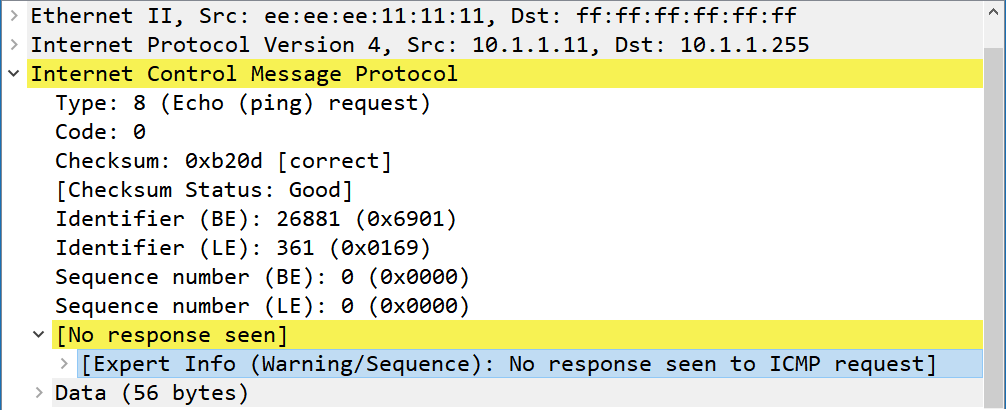 Ethernet II, Src: ee:ee:ee:11:11:11, Dst: ff:ff:ff:ff:ff:ff
Internet Protocol Version 4, Src: 10.1.1.11, Dst: 10.1.1.255
Internet Control Message Protocol
Type: 8 (Echo (ping) request)
Code: 0
Checksum: 0xb20d [correct]
[Checksum Status: Good]
Identifier (BE): 26881 (0x6901)
Identifier (LE): 361 (0x0169)
Sequence number (BE): 0 (0x0000)
Sequence number (LE): 0 (0x0000)
[No response seen]
[Expert Info (Warning/Sequence): No response seen to ICMP request]
Data (56 bytes)